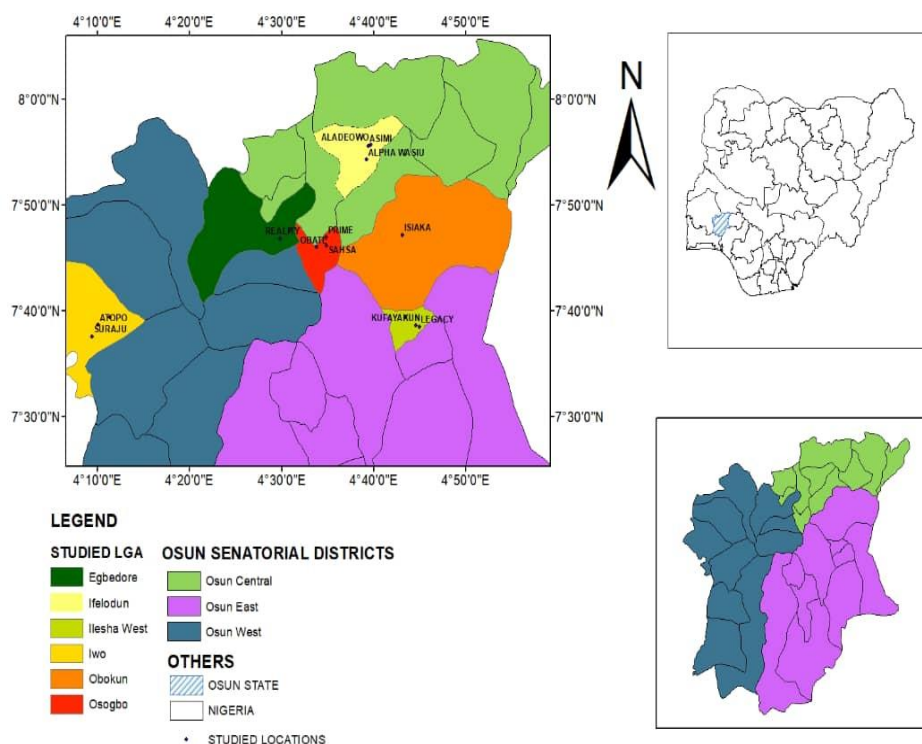 4°10'0"E 4°20'0"E 4°30'0"E 4°40'0"E 4°50'0"E
N
8°0'0"N 8°0'0"N
ALADEOWO ASIMI
ALPHA WASIU
7°50'0"N 7°50'0"N
REALITY
PRIME
ISIAKA
SAHSA
7°40'0"N 7°40'0"N
ATOPO
SURAJU
KUFAYAKUN LEGACY
7°30'0"N 7°30'0"N
4°10'0"E 4°20'0"E 4°30'0"E 4°40'0"E 4°50'0"E
LEGEND
STUDIED LGA
Egbedore
Ifelodun
Ilesha West
Iwo
Obokun
Osogbo
OSUN SENATORIAL DISTRICTS
Osun Central
Osun East
Osun West
OTHERS
OSUN STATE
NIGERIA
STUDIED LOCATIONS